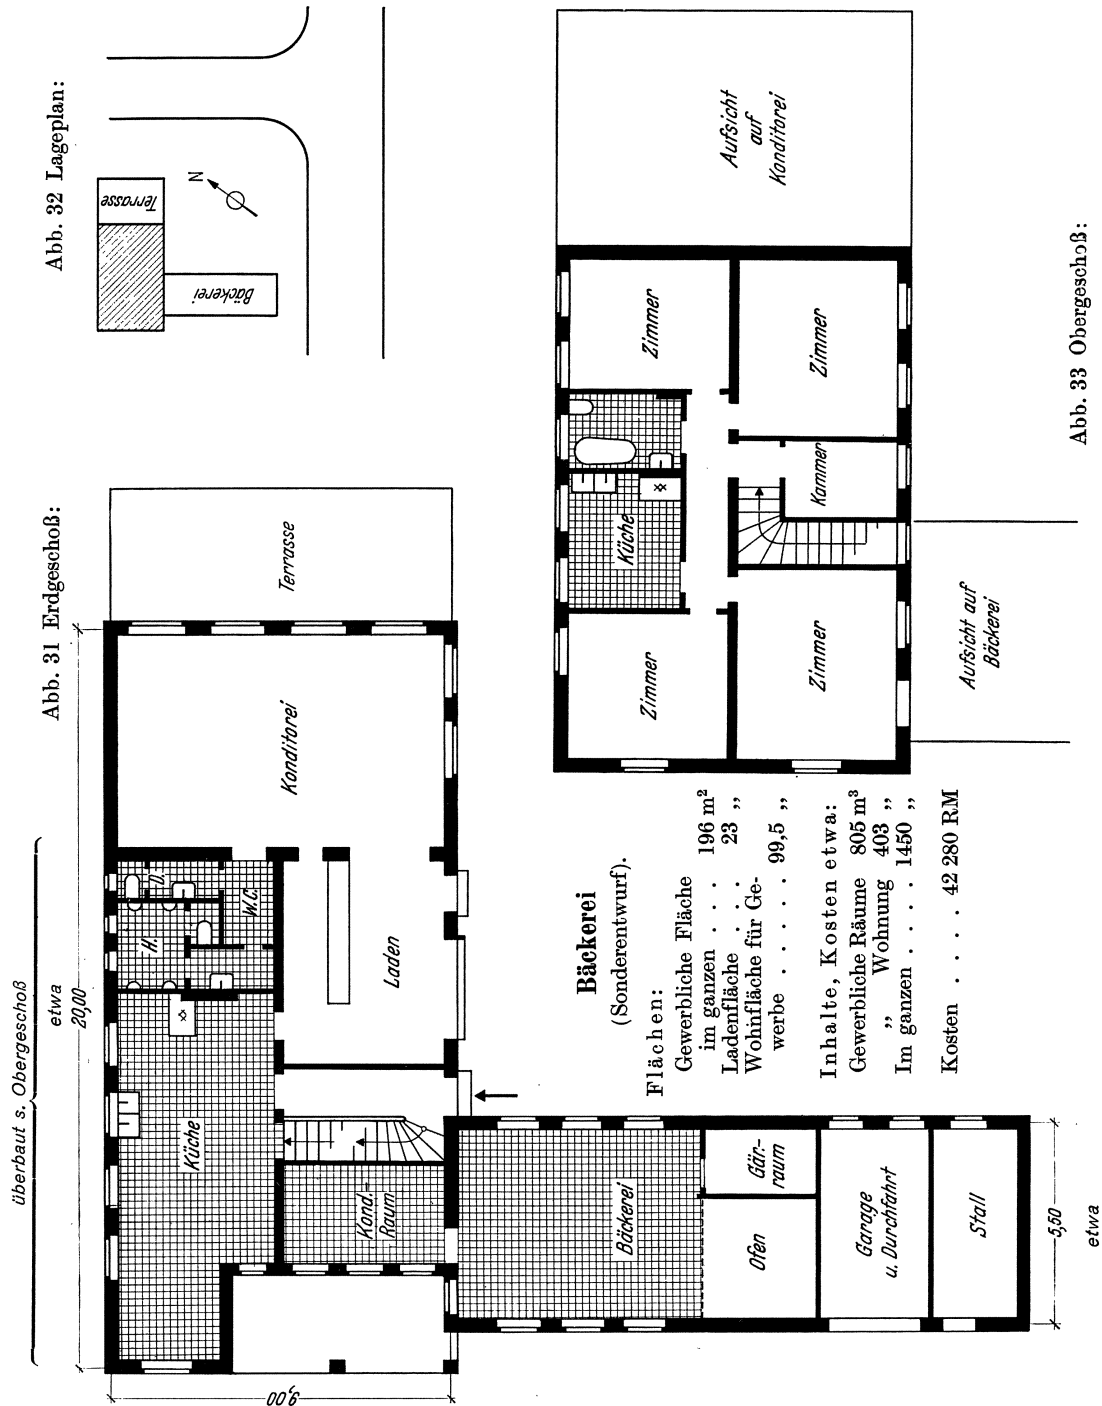 Abb. 31 Erdgeschoß:
überbaut s. Obergeschoß
etwa
20,00
9,00
Terrasse
Konditorei
D.
H.
W.C.
Laden
Küche
Kond.-
Raum
Bäckerei
Gär-
raum
Ofen
Garage
u. Durchfahrt
Stall
5,50
etwa
Abb. 32 Lageplan:
Terrasse
Bäckerei
N
Bäckerei
(Sonderentwurf).
Flächen:
Gewerbliche Fläche
im ganzen . . . 196 m²
Ladenfläche . . . 23 „
Wohnfläche für Ge-
werbe . . . . . 99,5 „
Inhalte, Kosten etwa:
Gewerbliche Räume 805 m³
„ Wohnung 403 „
Im ganzen . . . . 1450 „
Kosten . . . . . 42 280 RM
Abb. 33 Obergeschoß:
Aufsicht
auf
Konditorei
Zimmer
Zimmer
Küche
Kammer
Zimmer
Zimmer
Aufsicht auf
Bäckerei